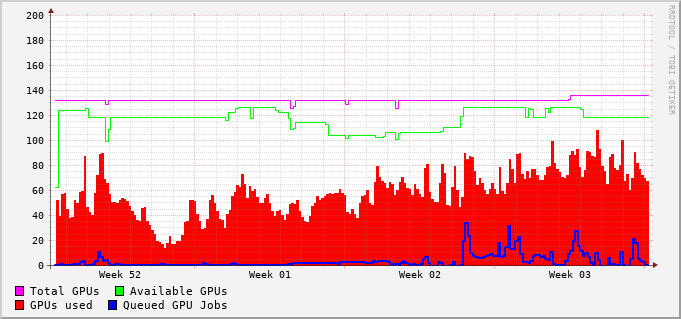 200
180
160
140
120
100
80
60
40
20
0
Week 52 Week 01 Week 02 Week 03
Total GPUs Available GPUs
GPUs used Queued GPU Jobs
RRDTOOL / TOBI OETIKER